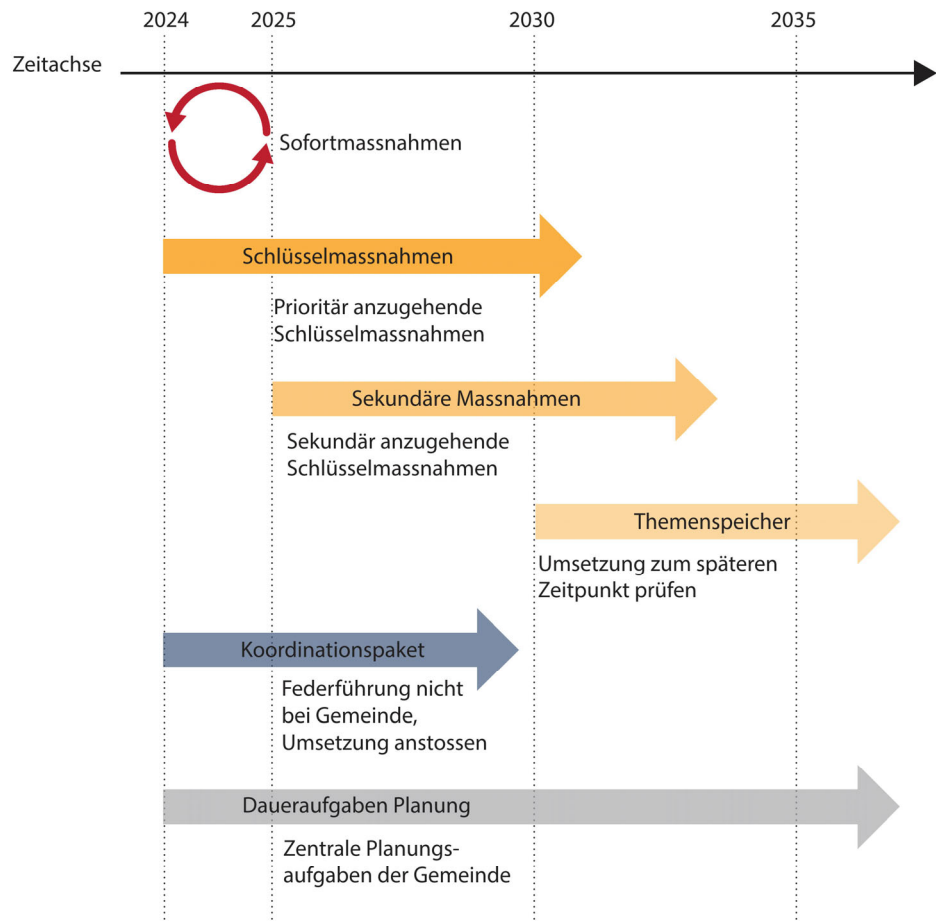 2024 2025 2030 2035
Zeitachse
Sofortmassnahmen
Schlüsselmassnahmen
Prioritär anzugehende
Schlüsselmassnahmen
Sekundäre Massnahmen
Sekundär anzugehende
Schlüsselmassnahmen
Themenspeicher
Umsetzung zum späteren
Zeitpunkt prüfen
Koordinationspaket
Federführung nicht
bei Gemeinde,
Umsetzung anstossen
Daueraufgaben Planung
Zentrale Planungs-
aufgaben der Gemeinde